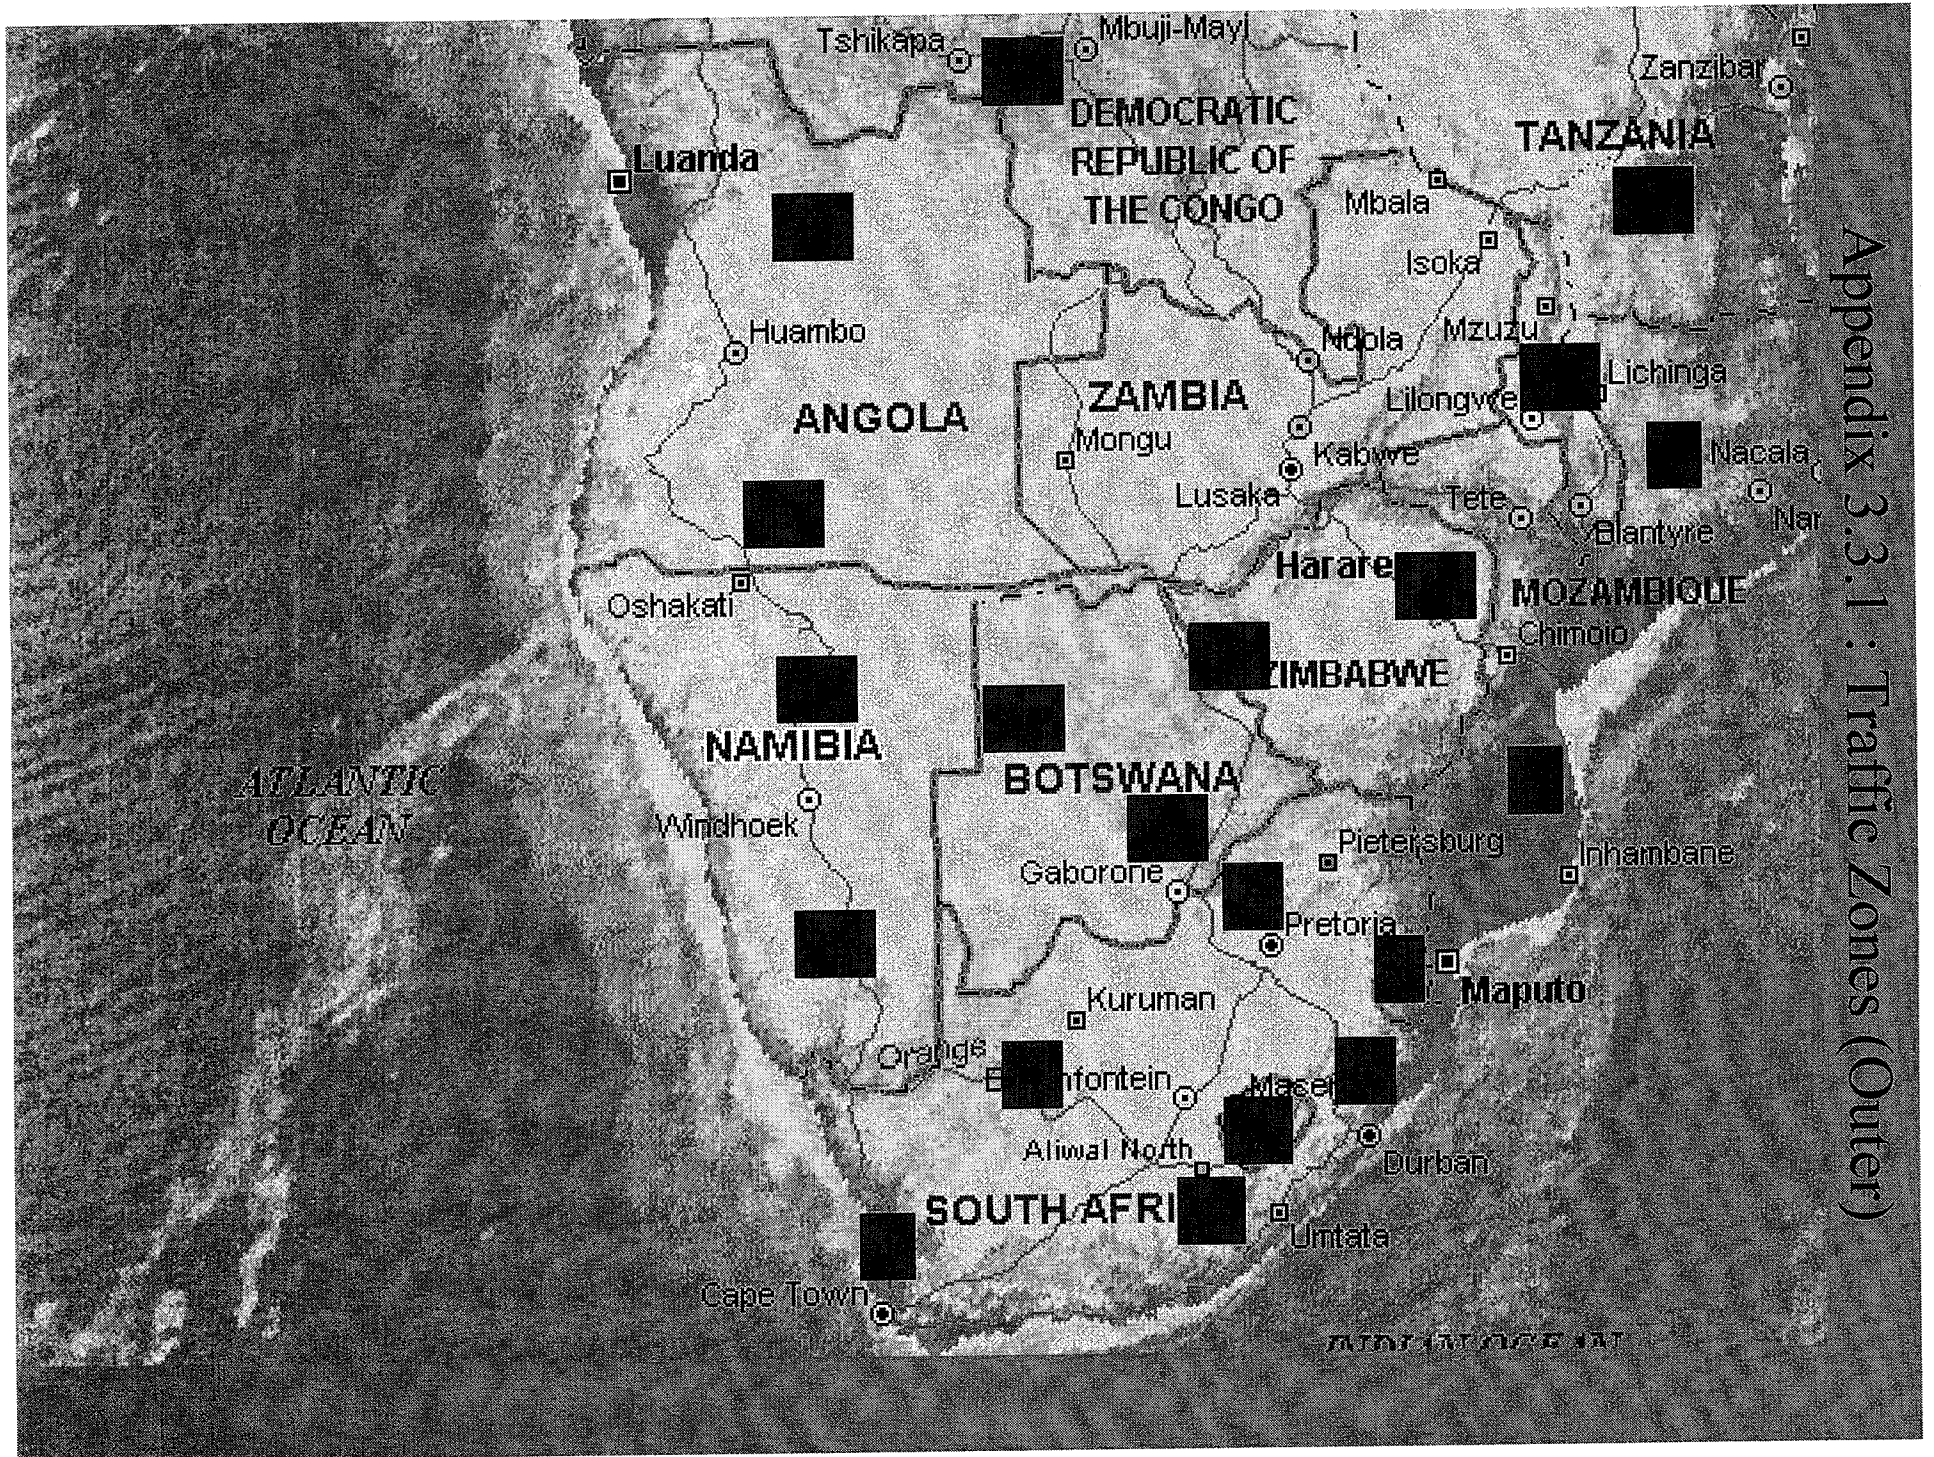 Tshikapa
Mbuji-Mayi
Zanzibar
DEMOCRATIC
REPUBLIC OF
THE CONGO
TANZANIA
Luanda
Mbala
Isoka
Huambo
Ndola
Mzuzu
ZAMBIA
Lichinga
Lilongwe
ANGOLA
Mongu
Kabwe
Nacala
Lusaka
Tete
Nar
Blantyre
Harare
MOZAMBIQUE
Oshakati
Chimoio
ZIMBABWE
NAMIBIA
BOTSWANA
ATLANTIC
OCEAN
Windhoek
Pietersburg
Inhambane
Gaborone
Pretoria
Maputo
Kuruman
Orange
nfontein
Maser
Aliwal North
Durban
SOUTH AFRI
Umtata
Cape Town
Appendix 3.3.1 : Traffic Zones (Outer)